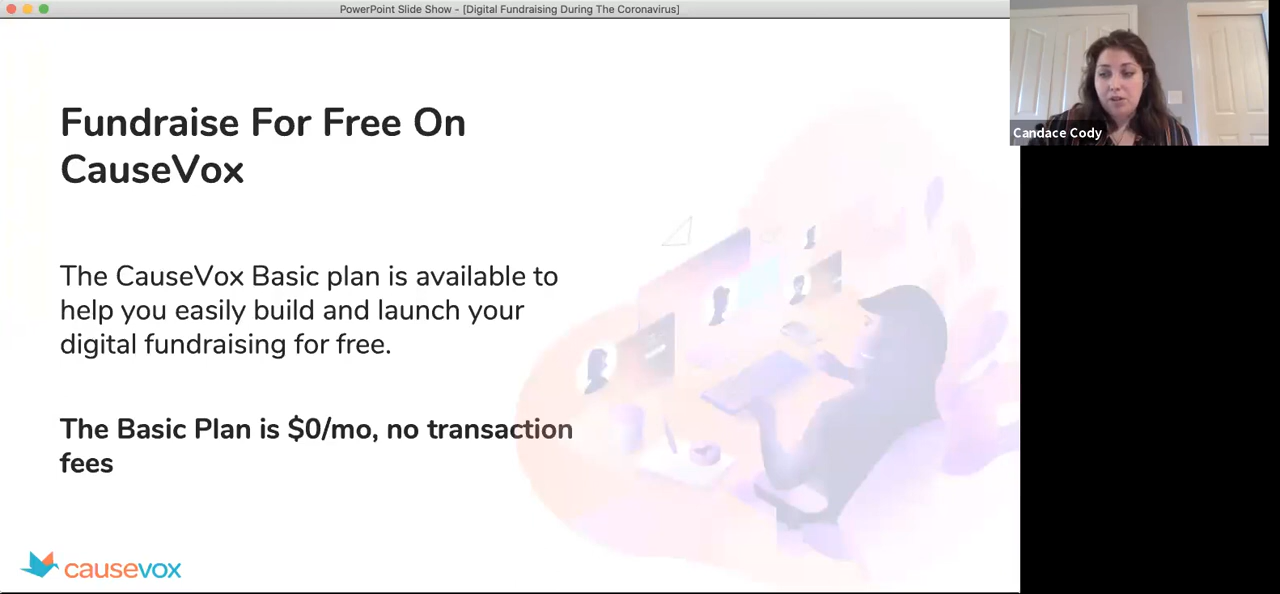 PowerPoint Slide Show - [Digital Fundraising During The Coronavirus]
Candace Cody
Fundraise For Free On
CauseVox
The CauseVox Basic plan is available to
help you easily build and launch your
digital fundraising for free.
The Basic Plan is $0/mo, no transaction
fees
causevox